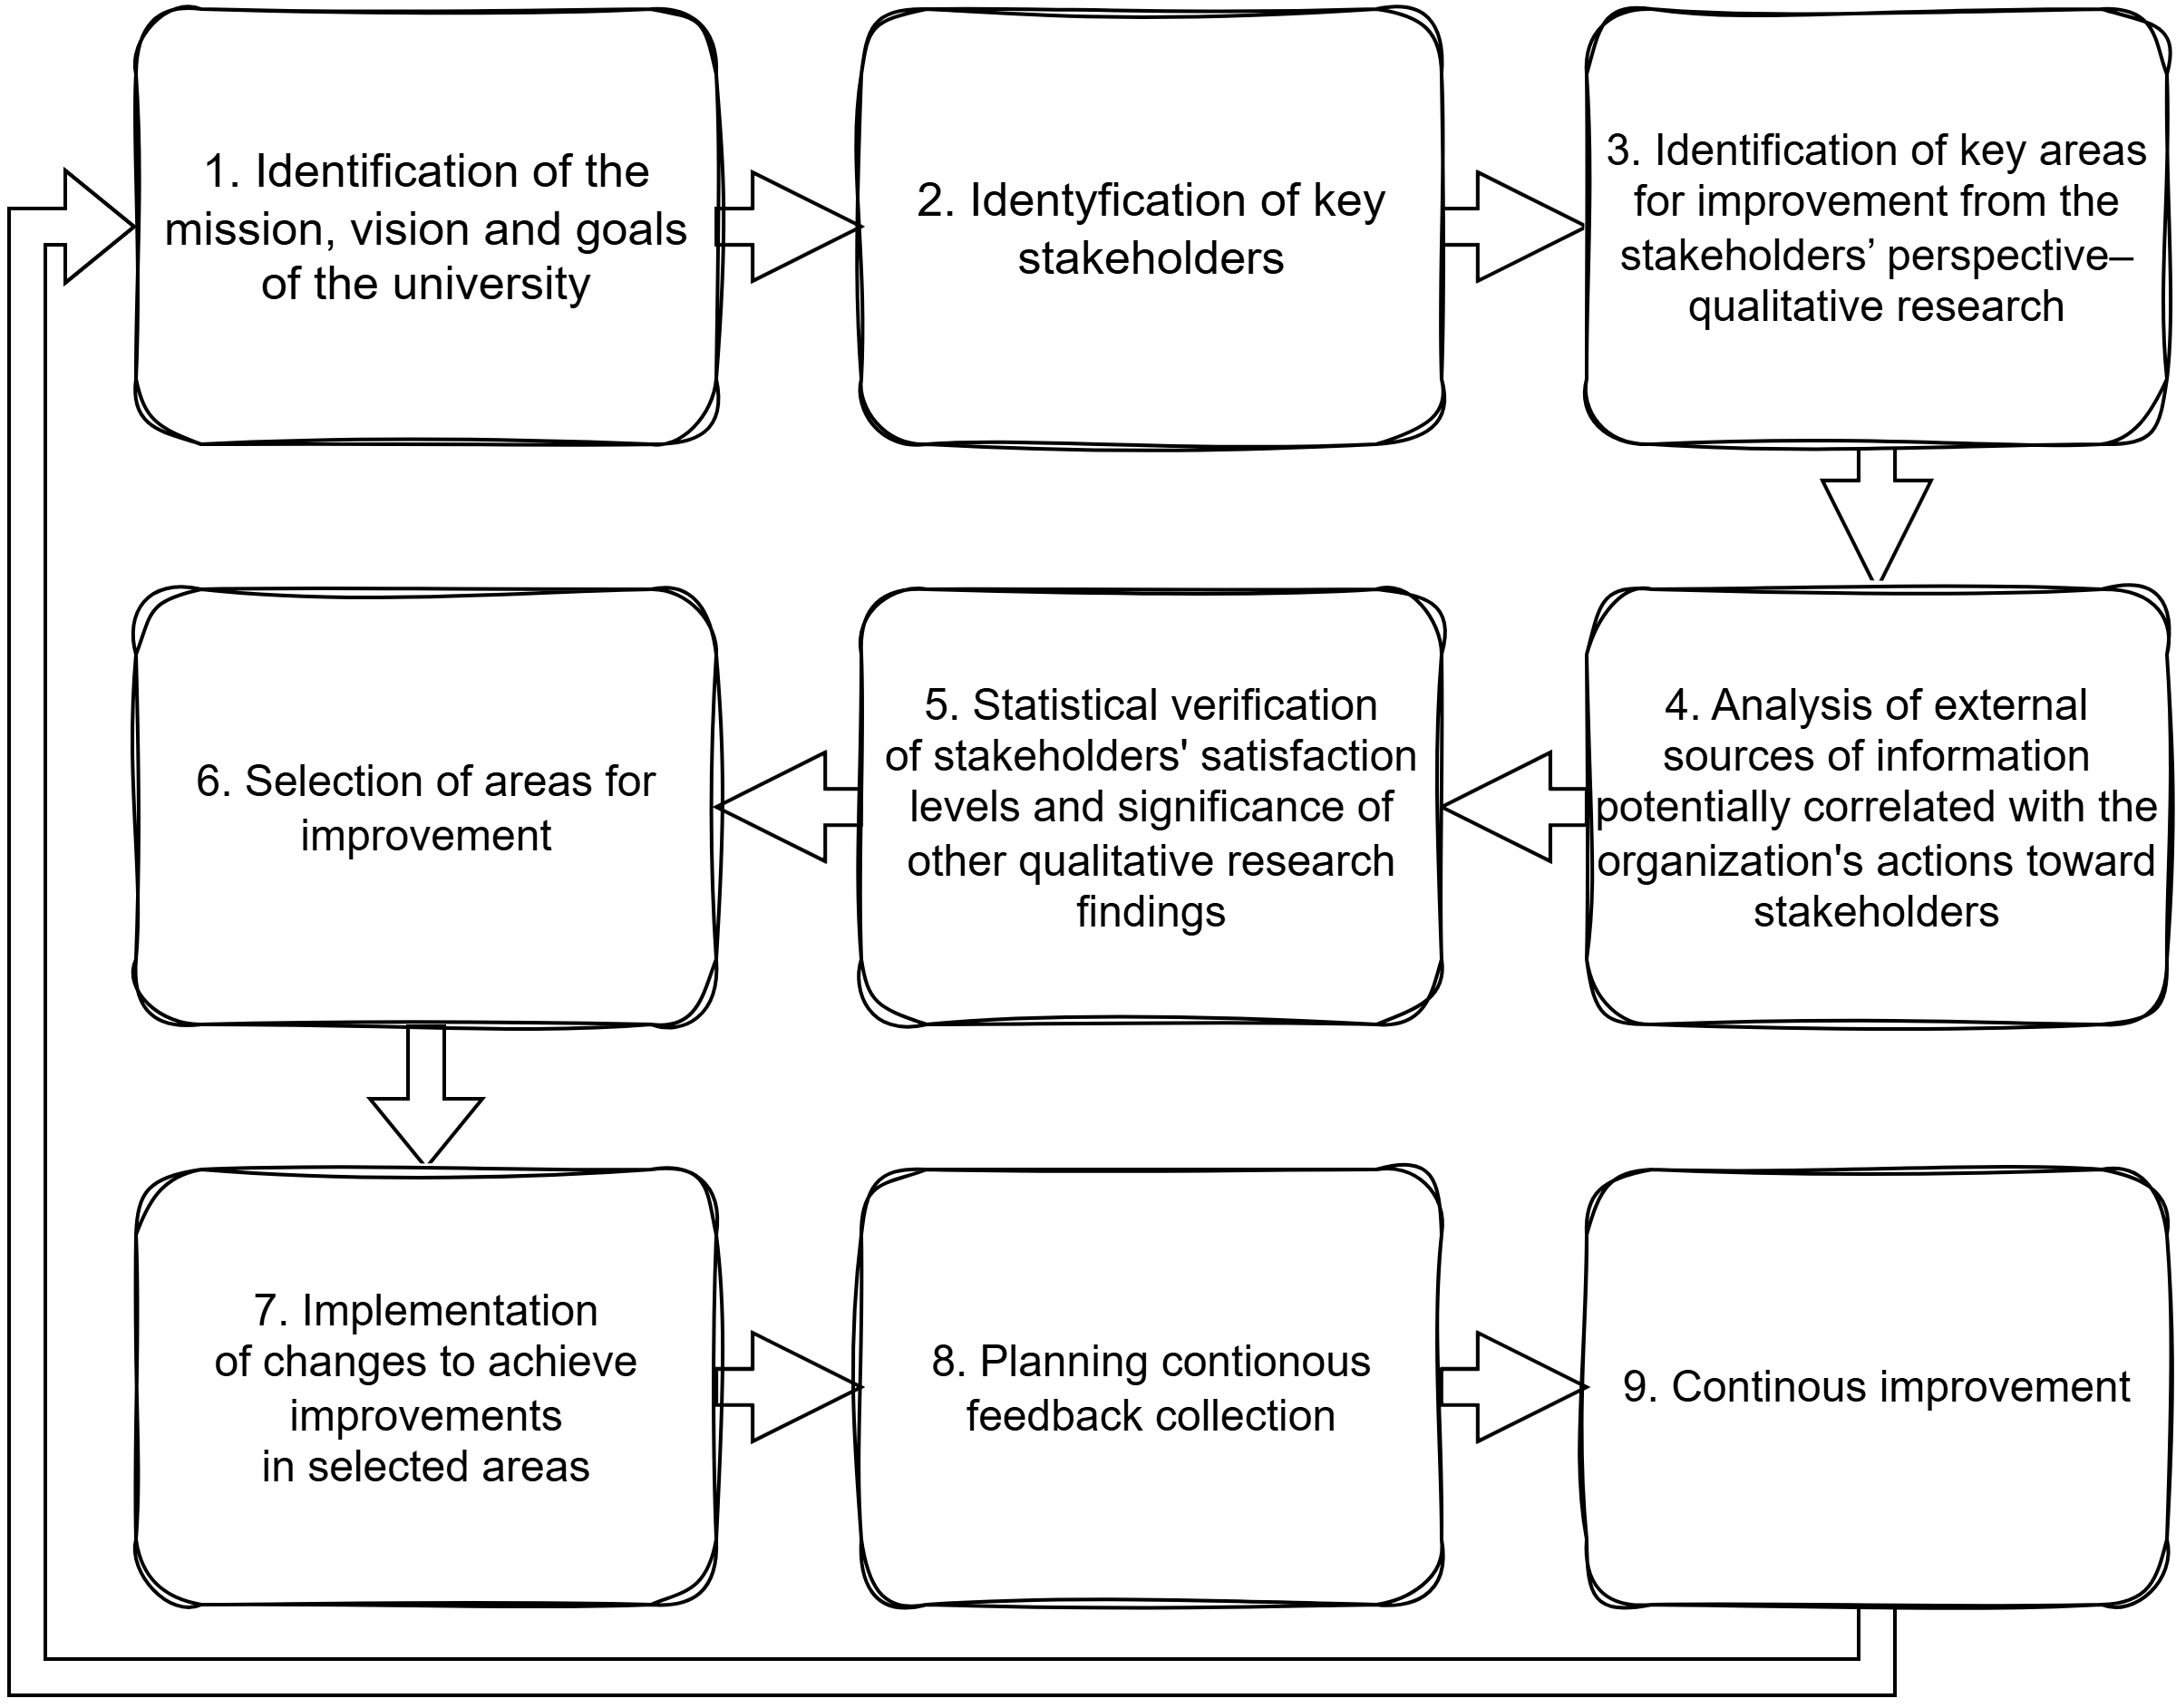 1. Identification of the
mission, vision and goals
of the university
2. Identyfication of key
stakeholders
3. Identification of key areas
for improvement from the
stakeholders’ perspective–
qualitative research
4. Analysis of external
sources of information
potentially correlated with the
organization's actions toward
stakeholders
5. Statistical verification
of stakeholders' satisfaction
levels and significance of
other qualitative research
findings
6. Selection of areas for
improvement
7. Implementation
of changes to achieve
improvements
in selected areas
8. Planning contionous
feedback collection
9. Continous improvement